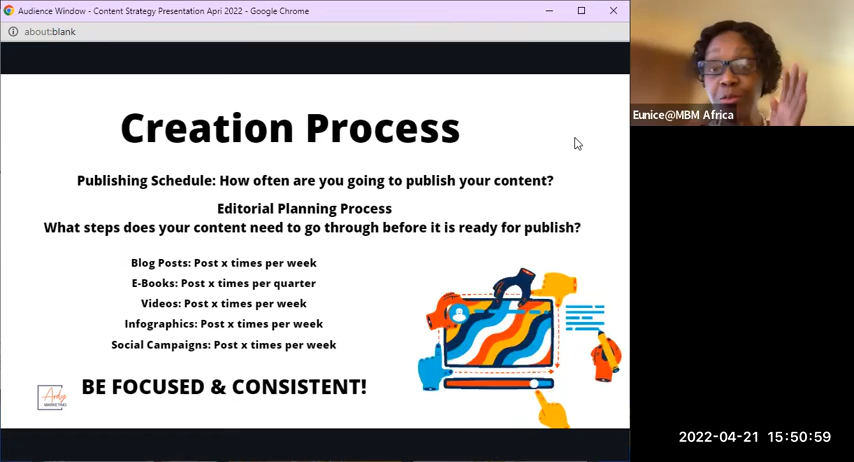 Audience Window - Content Strategy Presentation Apri 2022 - Google Chrome
about:blank
Creation Process
Publishing Schedule: How often are you going to publish your content?
Editorial Planning Process
What steps does your content need to go through before it is ready for publish?
Blog Posts: Post x times per week
E-Books: Post x times per quarter
Videos: Post x times per week
Infographics: Post x times per week
Social Campaigns: Post x times per week
BE FOCUSED & CONSISTENT!
Ardy
MARKETING
Eunice@MBM Africa
2022-04-21 15:50:59